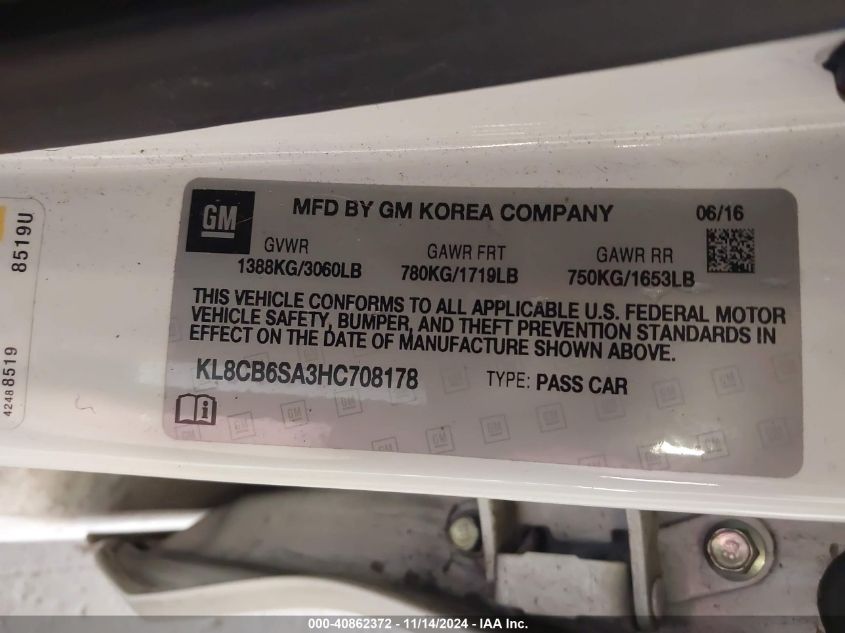 GM
MFD BY GM KOREA COMPANY
06/16
GVWR
GAWR FRT
GAWR RR
1388KG/3060LB
780KG/1719LB
750KG/1653LB
THIS VEHICLE CONFORMS TO ALL APPLICABLE U.S. FEDERAL MOTOR
VEHICLE SAFETY, BUMPER, AND THEFT PREVENTION STANDARDS IN
EFFECT ON THE DATE OF MANUFACTURE SHOWN ABOVE.
KL8CB6SA3HC708178
TYPE: PASS CAR
8519U
42488519
000-40862372 - 11/14/2024 - IAA Inc.